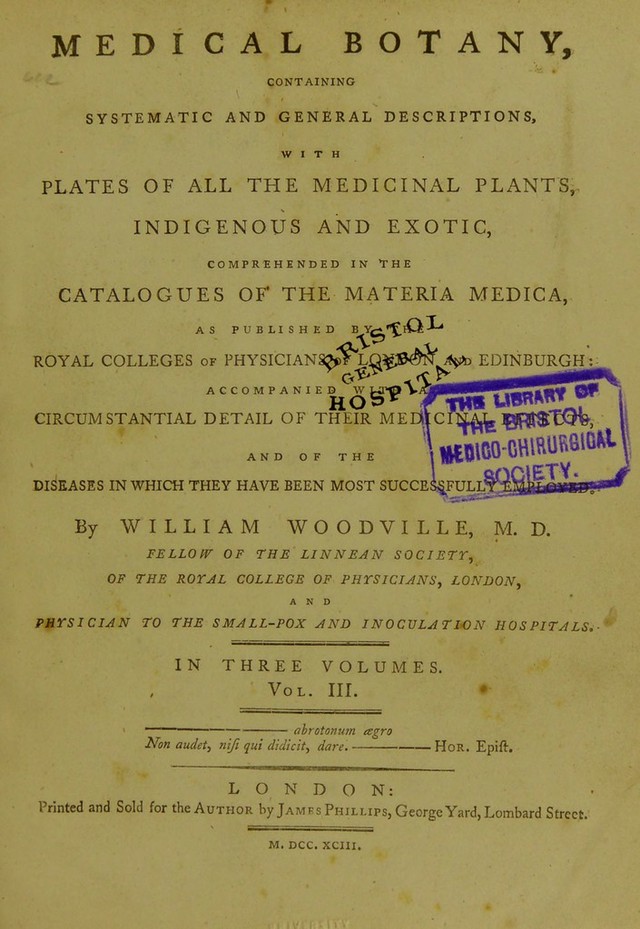 MEDICAL BOTANY,
CONTAINING
SYSTEMATIC AND GENERAL DESCRIPTIONS,
WITH
PLATES OF ALL THE MEDICINAL PLANTS,
INDIGENOUS AND EXOTIC,
COMPREHENDED IN THE
CATALOGUES OF THE MATERIA MEDICA,
AS PUBLISHED BY THE
ROYAL COLLEGES OF PHYSICIANS OF LONDON AND EDINBURGH:
ACCOMPANIED WITH A
CIRCUMSTANTIAL DETAIL OF THEIR MEDICINAL EFFECTS,
AND OF THE
DISEASES IN WHICH THEY HAVE BEEN MOST SUCCESSFULLY EMPLOYED.
BRISTOL
GENERAL
HOSPITAL
THE LIBRARY OF
THE BRISTOL
MEDICO-CHIRURGICAL
SOCIETY.
By WILLIAM WOODVILLE, M. D.
FELLOW OF THE LINNEAN SOCIETY,
OF THE ROYAL COLLEGE OF PHYSICIANS, LONDON,
AND
PHYSICIAN TO THE SMALL-POX AND INOCULATION HOSPITALS.
IN THREE VOLUMES.
VOL. III.
abrotonum ægro
Non audet, niſi qui didicit, dare. HOR. Epiſt.
LONDON:
Printed and Sold for the AUTHOR by JAMES PHILLIPS, George Yard, Lombard Street.
M. DCC. XCIII.
UNIVERSITY